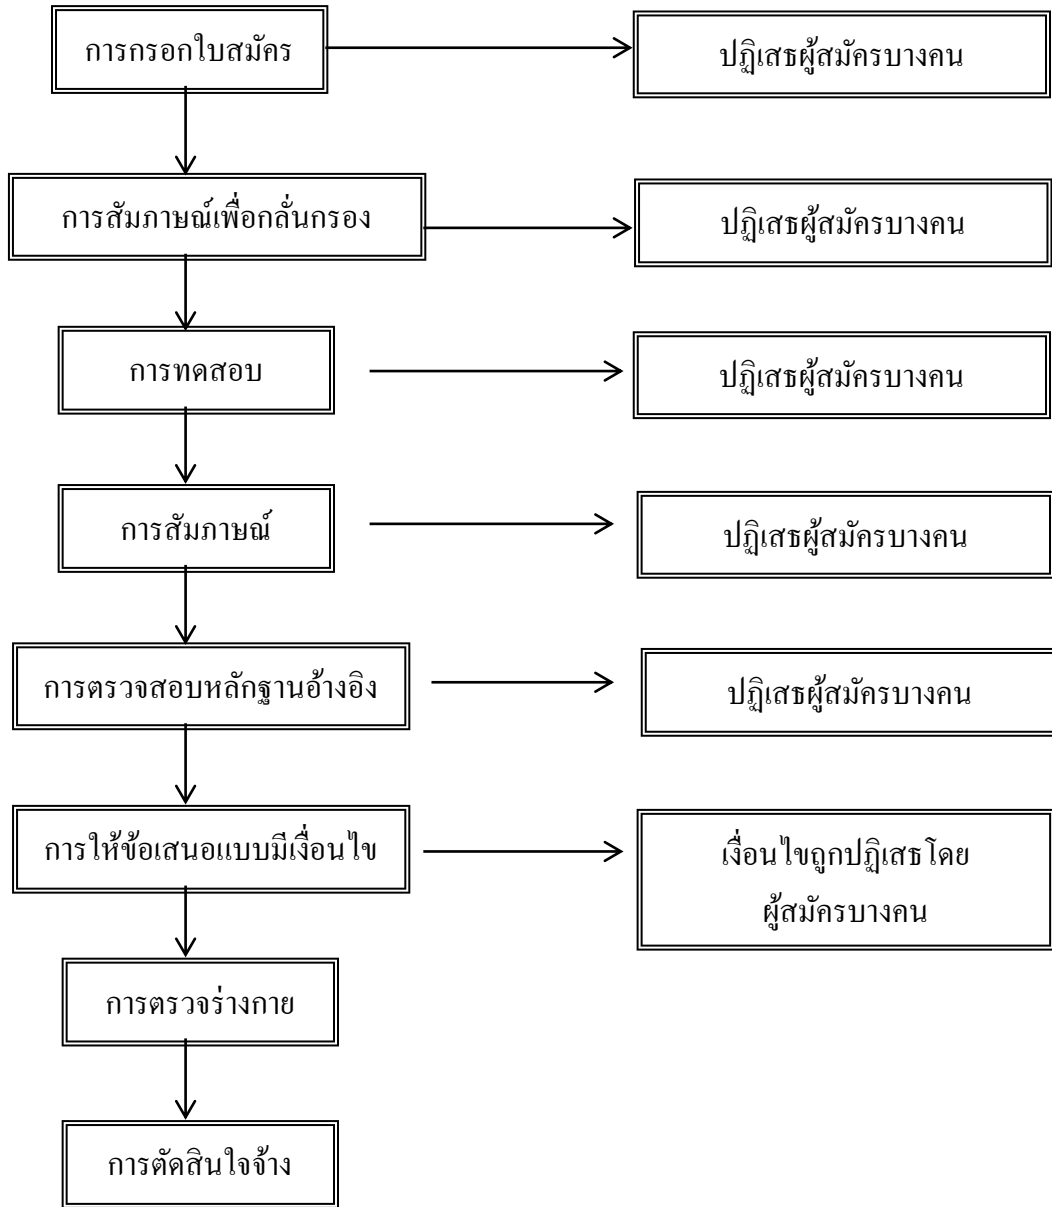 การกรอกใบสมัคร
ปฏิเสธผู้สมัครบางคน
การสัมภาษณ์เพื่อกลั่นกรอง
ปฏิเสธผู้สมัครบางคน
การทดสอบ
ปฏิเสธผู้สมัครบางคน
การสัมภาษณ์
ปฏิเสธผู้สมัครบางคน
การตรวจสอบหลักฐานอ้างอิง
ปฏิเสธผู้สมัครบางคน
การให้ข้อเสนอแบบมีเงื่อนไข
เงื่อนไขถูกปฏิเสธโดย
ผู้สมัครบางคน
การตรวจร่างกาย
การตัดสินใจจ้าง